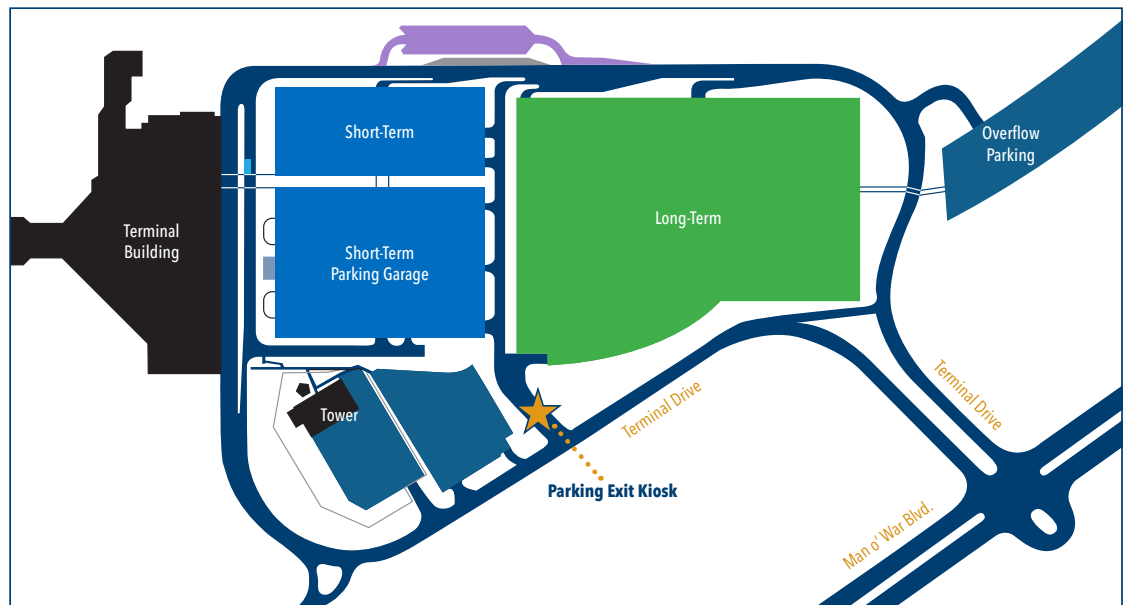 Short-Term
Overflow
Parking
Long-Term
Terminal
Building
Short-Term
Parking Garage
Terminal Drive
Terminal Drive
Tower
Parking Exit Kiosk
Man o’ War Blvd.